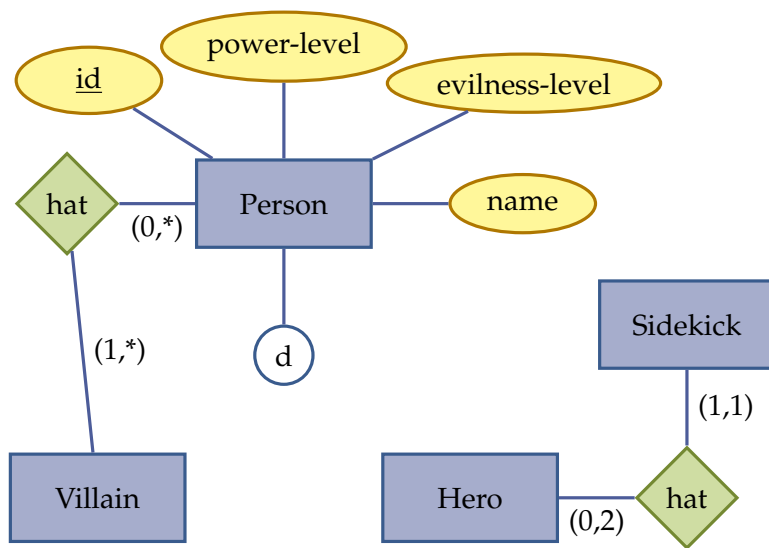 power-level
id
evilness-level
hat
Person
name
(0,*)
Sidekick
(1,*)
d
(1,1)
Villain
Hero
hat
(0,2)